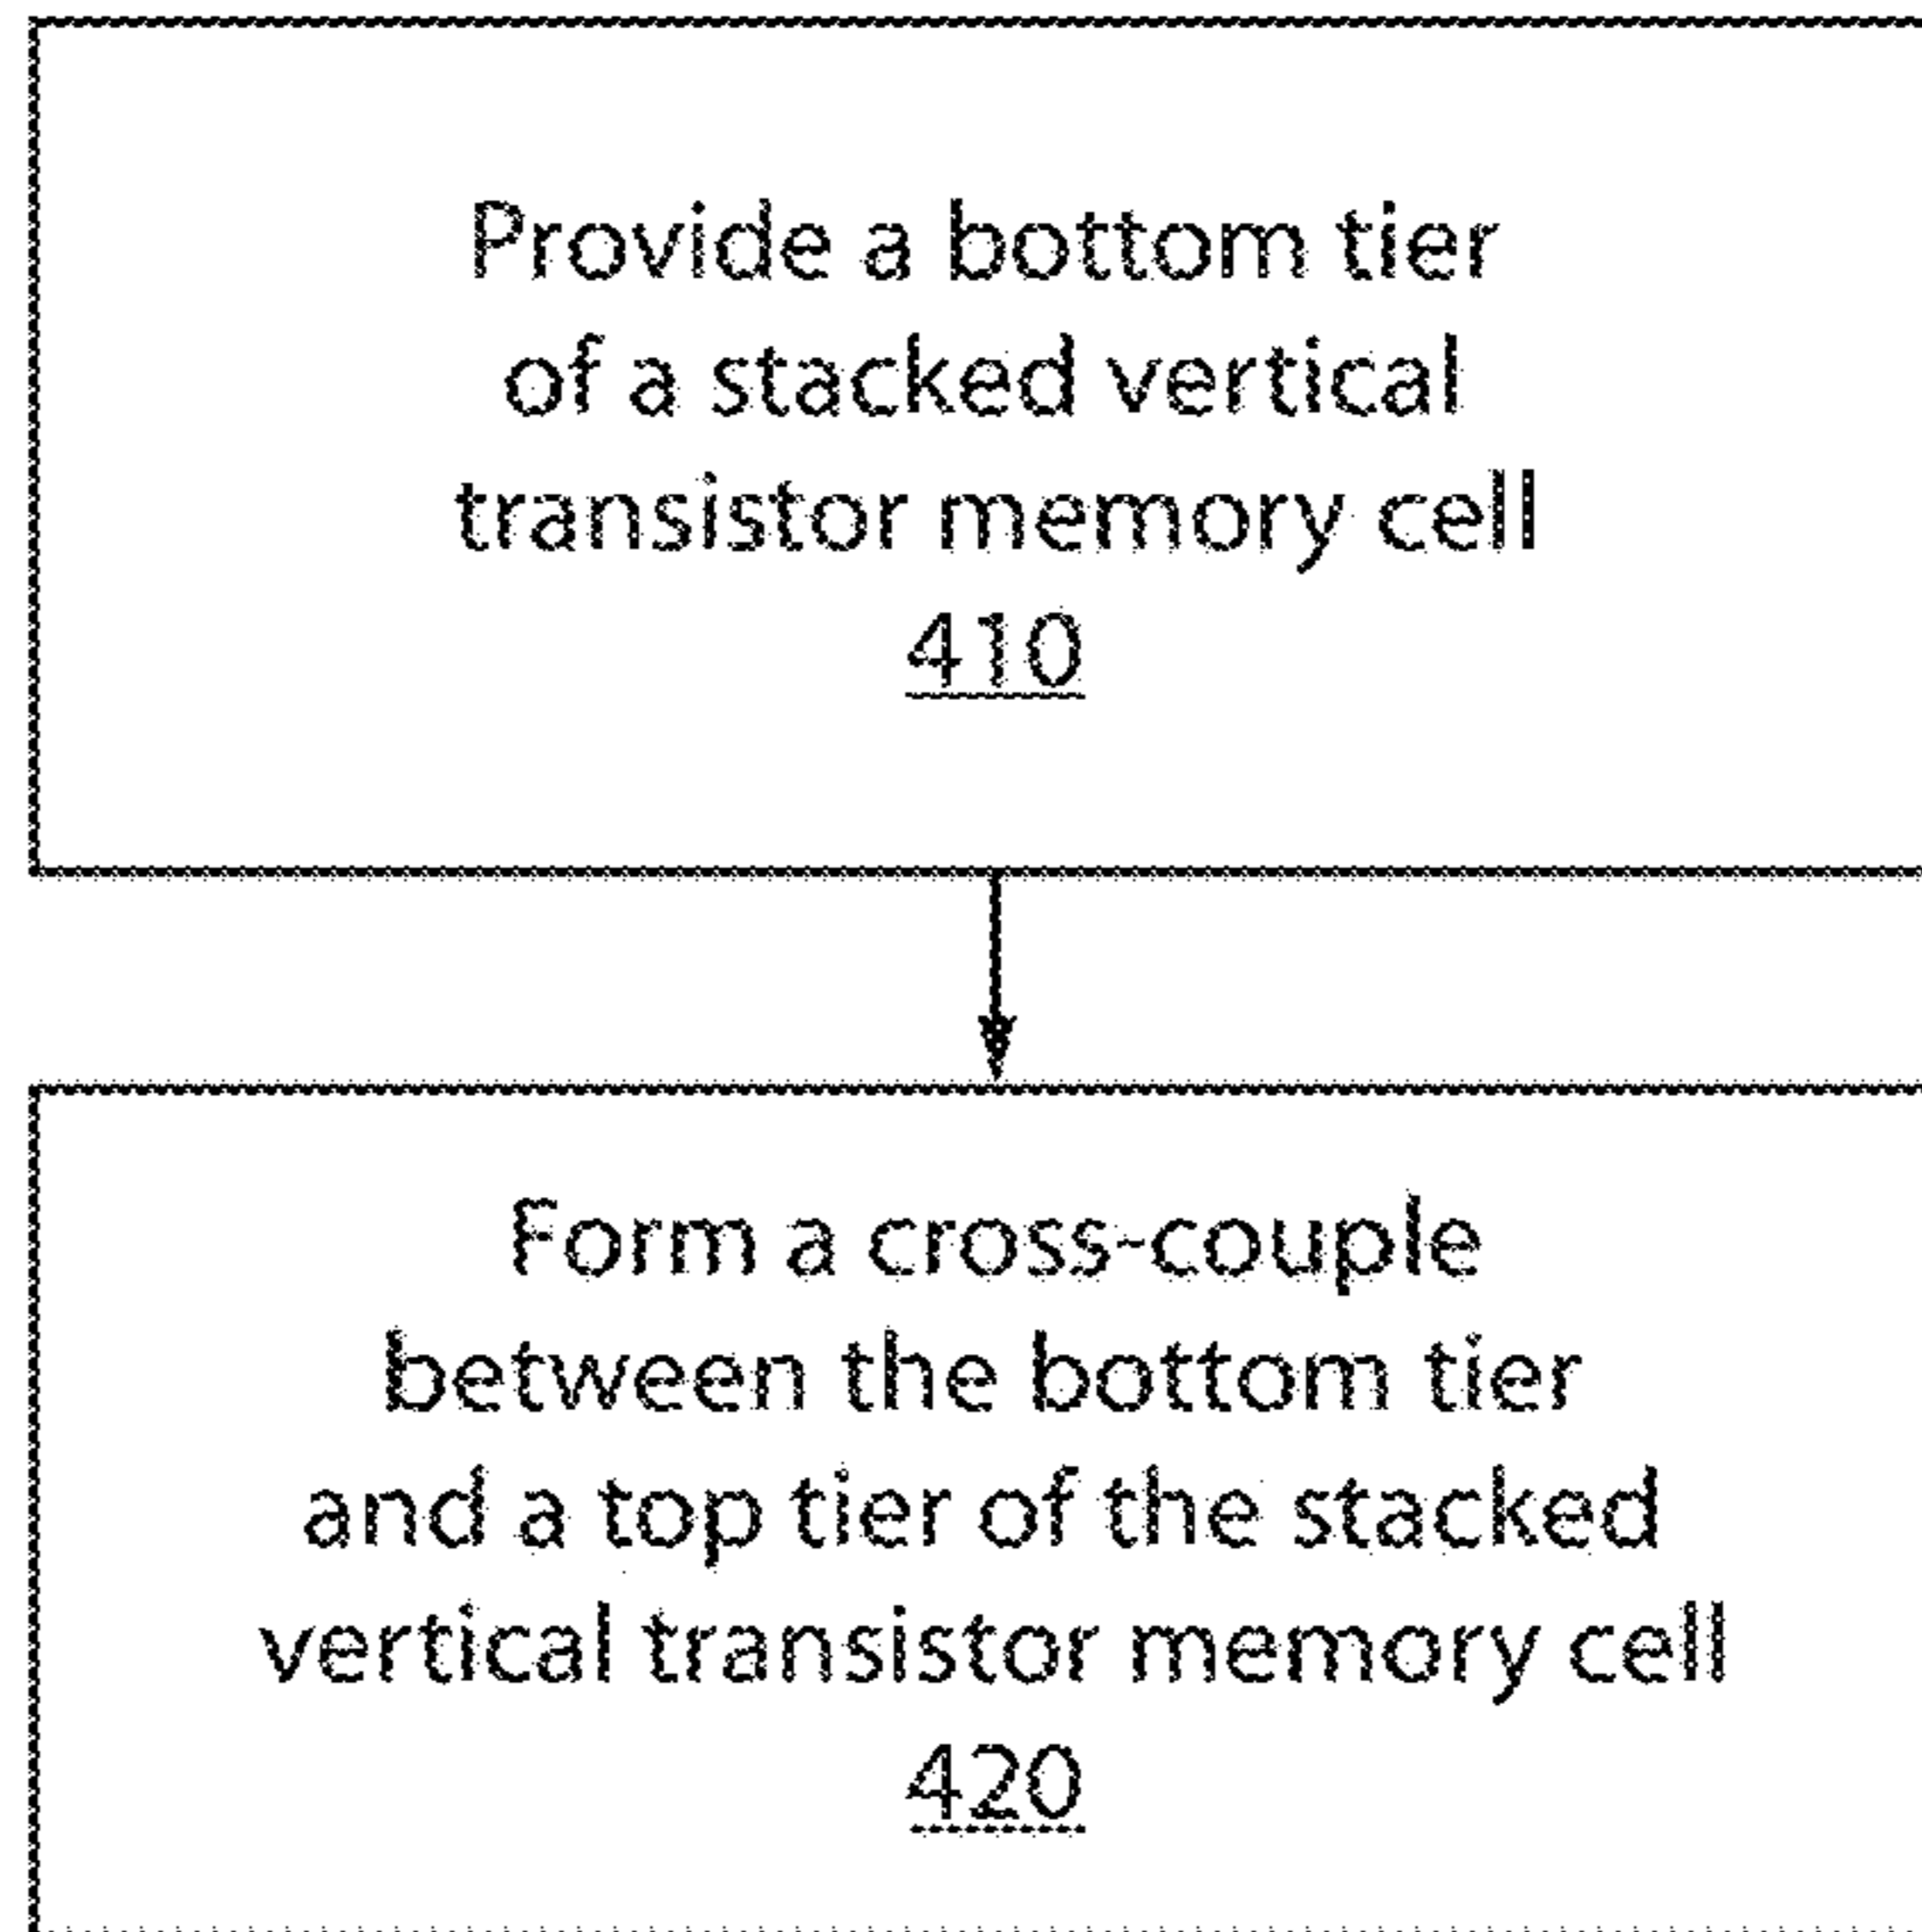 Provide a bottom tier
of a stacked vertical
transistor memory cell
410
Form a cross-couple
between the bottom tier
and a top tier of the stacked
vertical transistor memory cell
420